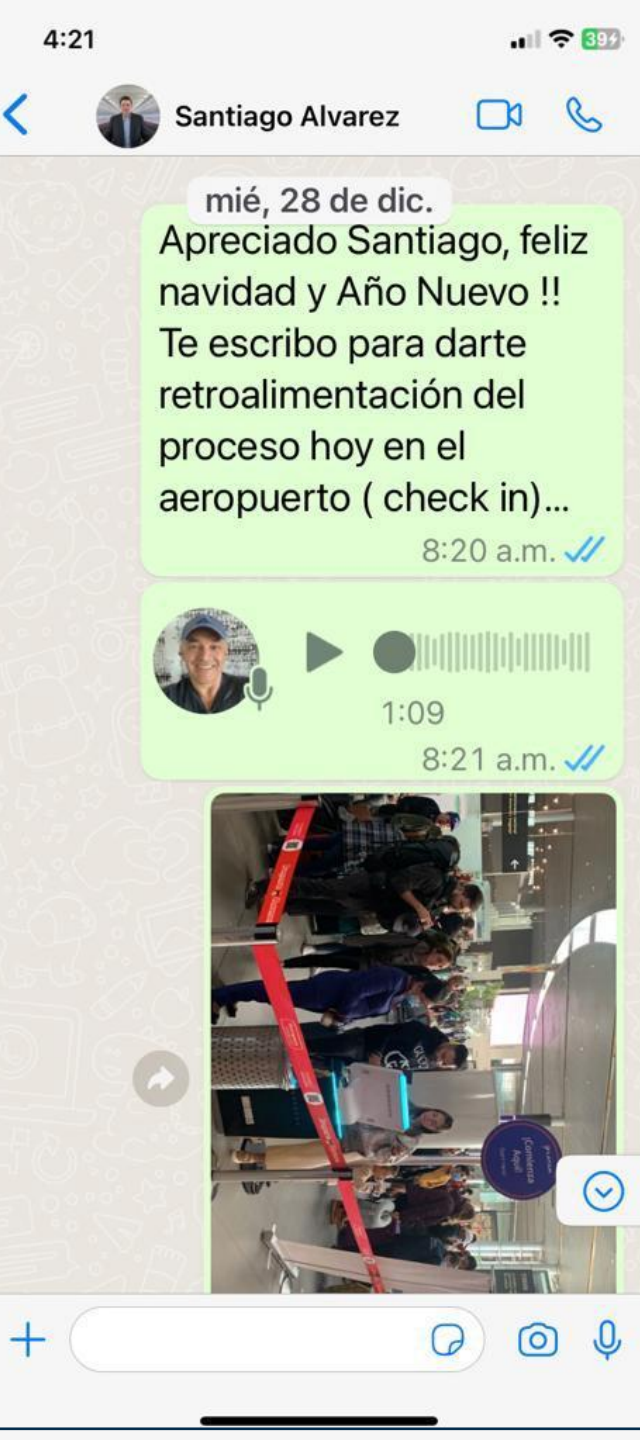 4:21
39
Santiago Alvarez
mié, 28 de dic.
Apreciado Santiago, feliz
navidad y Año Nuevo !!
Te escribo para darte
retroalimentación del
proceso hoy en el
aeropuerto ( check in)...
8:20 a.m.
1:09
8:21 a.m.
¡Comienza
Aquí!